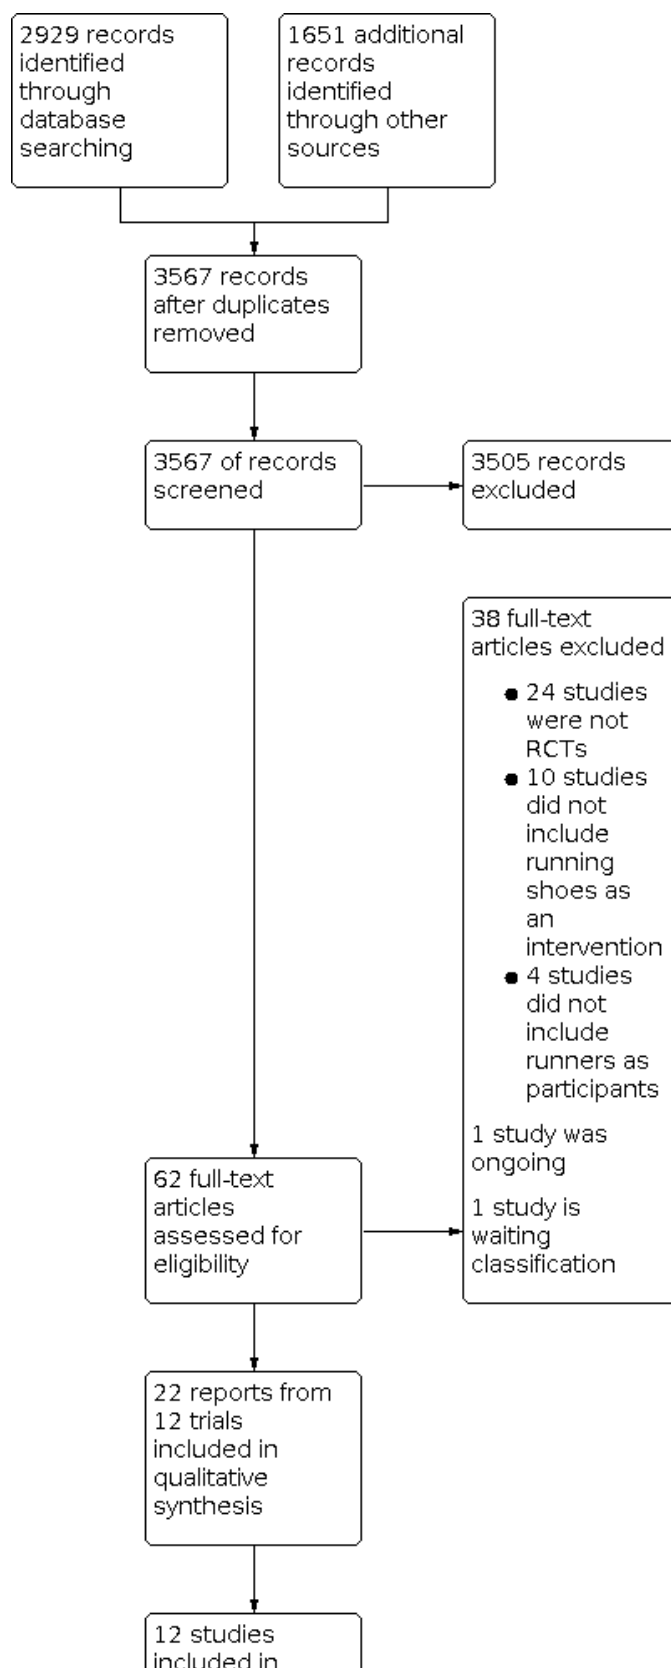 2929 records
identified
through
database
searching
1651 additional
records
identified
through other
sources
3567 records
after duplicates
removed
3567 of records
screened
3505 records
excluded
38 full-text
articles excluded
● 24 studies
were not
RCTs
● 10 studies
did not
include
running
shoes as
an
intervention
● 4 studies
did not
include
runners as
participants
1 study was
ongoing
1 study is
waiting
classification
62 full-text
articles
assessed for
eligibility
22 reports from
12 trials
included in
qualitative
synthesis
12 studies
included in